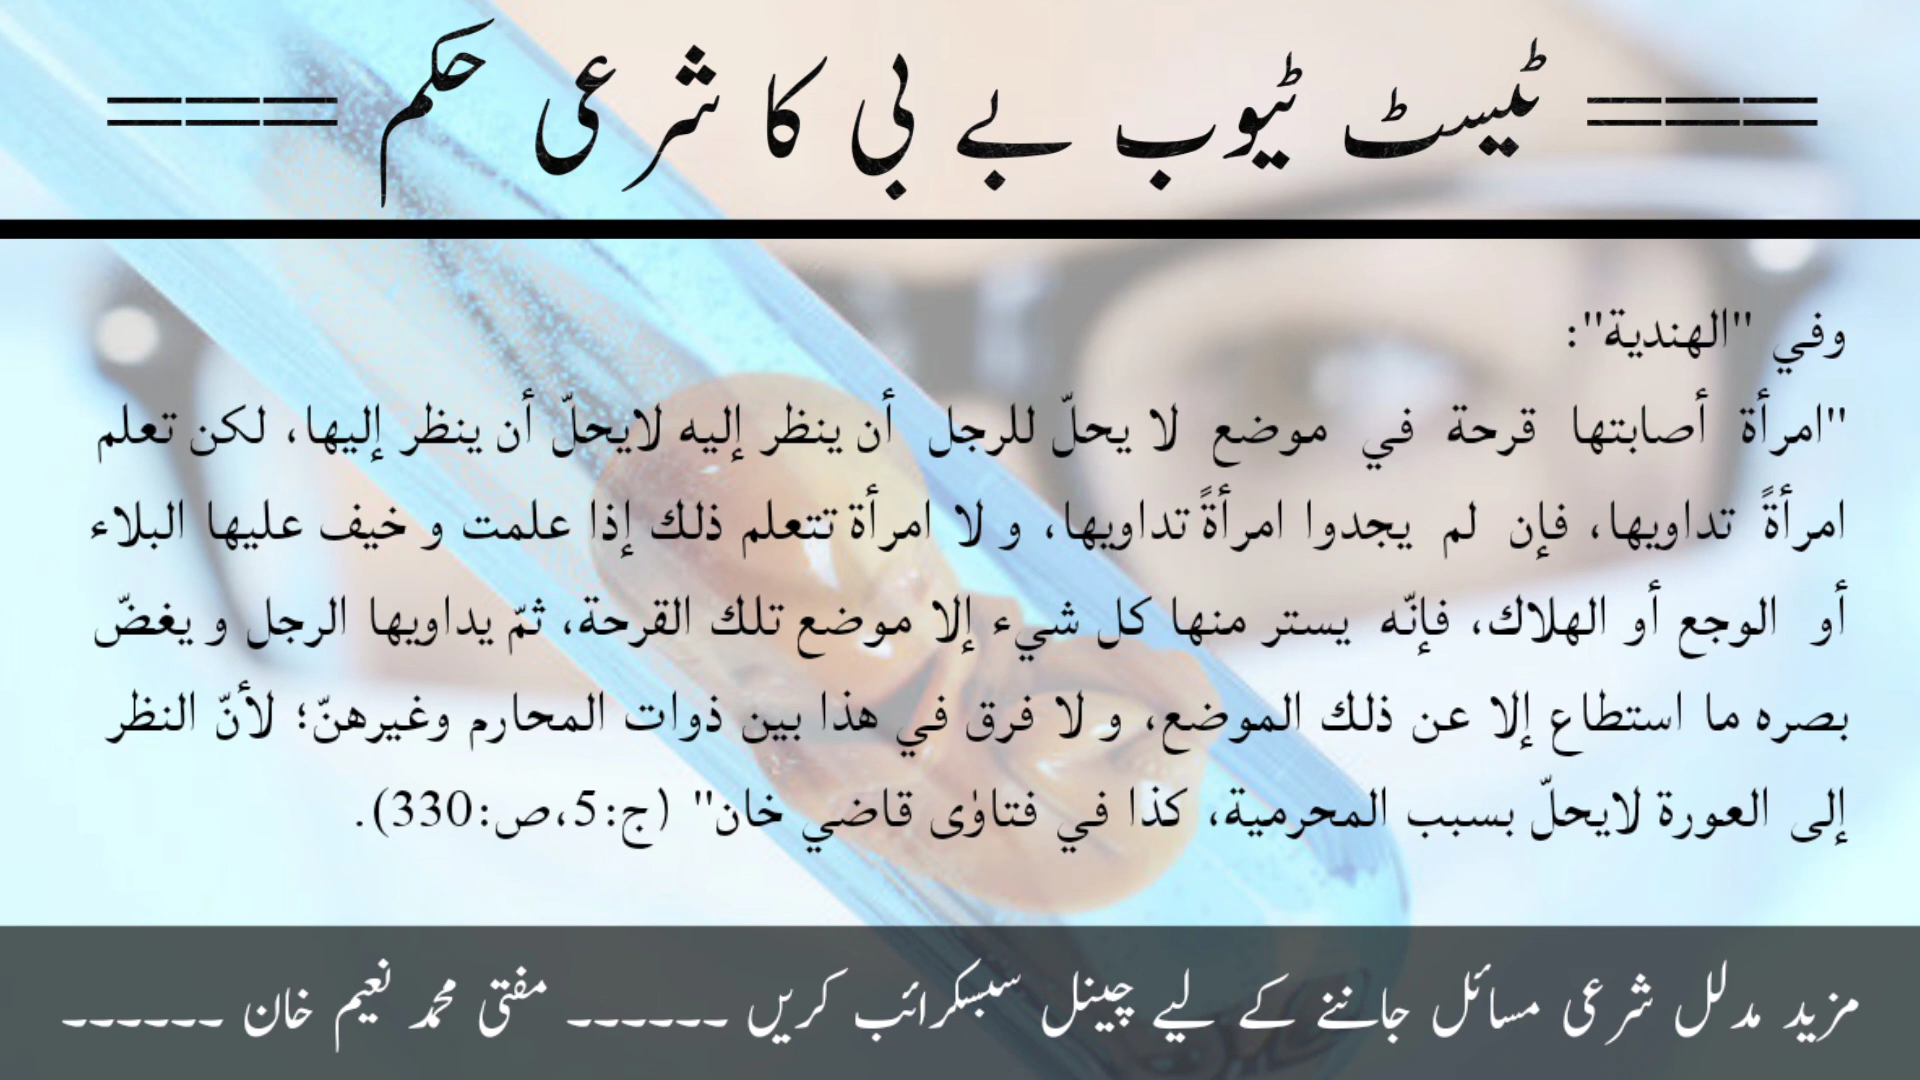 === ٹیسٹ ٹیوب بے بی کا شرعی حکم ===
وفي "الهندية":
"امرأة أصابتها قرحة في موضع لا يحلّ للرجل أن ينظر إليه لايحلّ أن ينظر إليها، لكن تعلم
امرأةً تداويها، فإن لم يجدوا امرأةً تداويها، و لا امرأة تتعلم ذلك إذا علمت و خيف عليها البلاء
أو الوجع أو الهلاك، فإنّه يستر منها كل شيء إلا موضع تلك القرحة، ثمّ يداويها الرجل و يغضّ
بصره ما استطاع إلا عن ذلك الموضع، و لا فرق في هذا بين ذوات المحارم وغيرهنّ؛ لأنّ النظر
إلى العورة لايحلّ بسبب المحرمية، كذا في فتاوٰى قاضي خان" (ج:5،ص:330).
مزید مدلل شرعی مسائل جاننے کے لیے چینل سبسکرائب کریں ـــــــ مفتی محمد نعیم خان ـــــــ